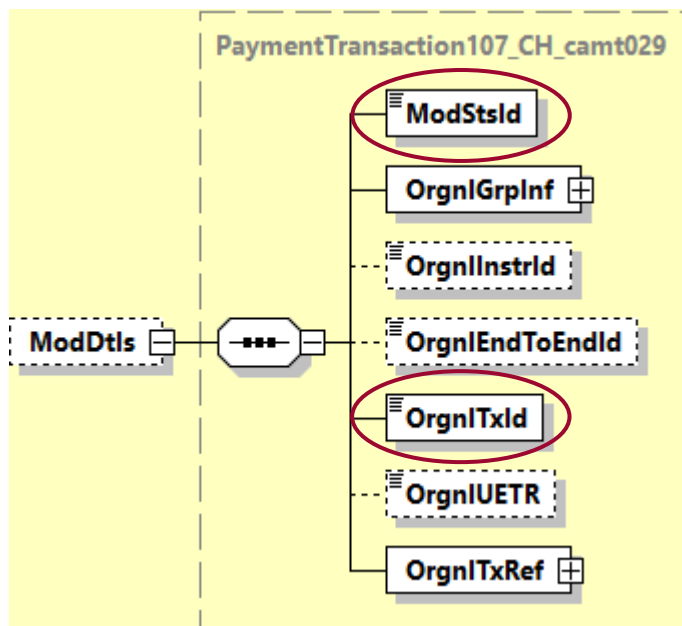 PaymentTransaction107_CH_camt029
ModStsId
OrgnlGrpInf
OrgnlInstrId
ModDtls
OrgnlEndToEndId
OrgnlTxId
OrgnlUETR
OrgnlTxRef